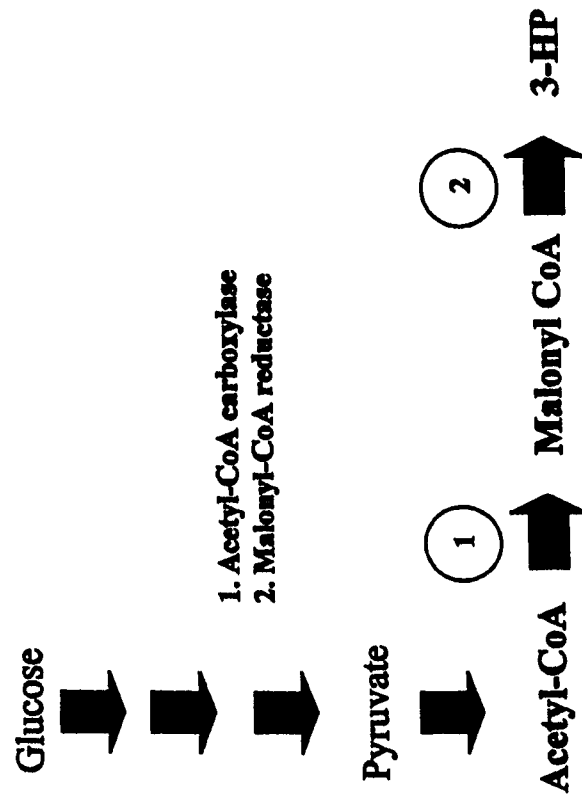 Glucose
1. Acetyl-CoA carboxylase
2. Malonyl-CoA reductase
Pyruvate
1
2
Acetyl-CoA
Malonyl CoA
3-HP